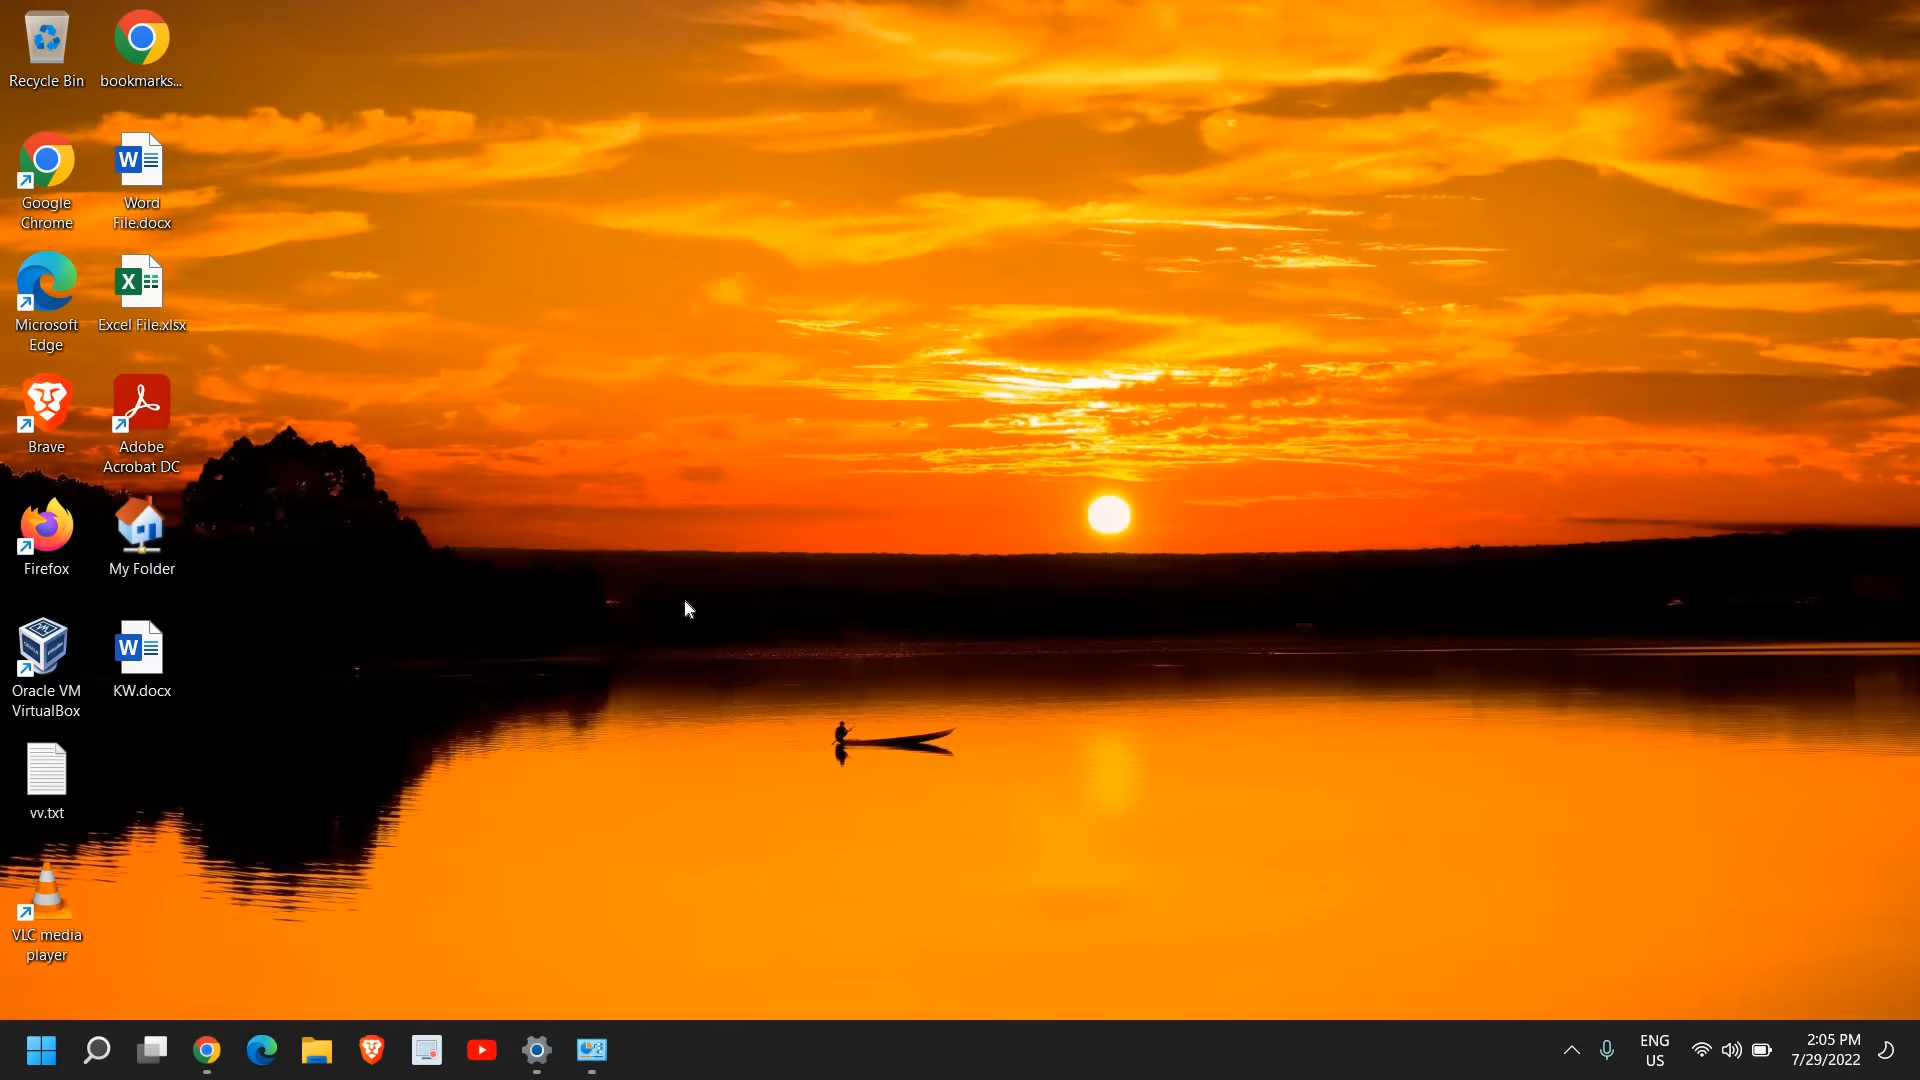 Recycle Bin
bookmarks...
Google
Chrome
Word
File.docx
Microsoft
Edge
Excel File.xlsx
Brave
Adobe
Acrobat DC
Firefox
My Folder
Oracle VM
VirtualBox
KW.docx
vv.txt
VLC media
player
ENG
US
2:05 PM
7/29/2022